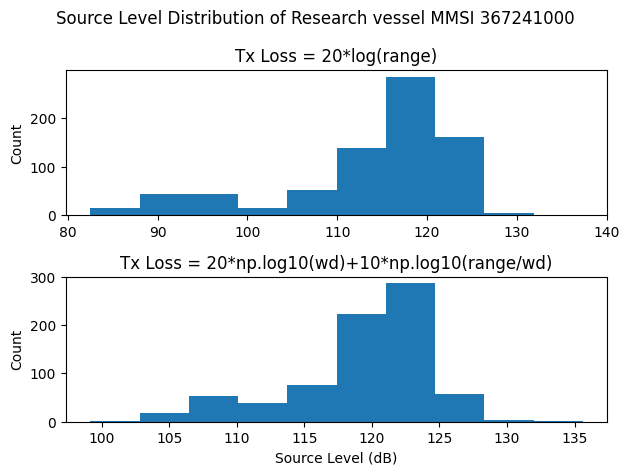 Source Level Distribution of Research vessel MMSI 367241000
Tx Loss = 20*log(range)
Count
200
100
0
80 90 100 110 120 130 140
Tx Loss = 20*np.log10(wd)+10*np.log10(range/wd)
Count
300
200
100
0
100 105 110 115 120 125 130 135
Source Level (dB)